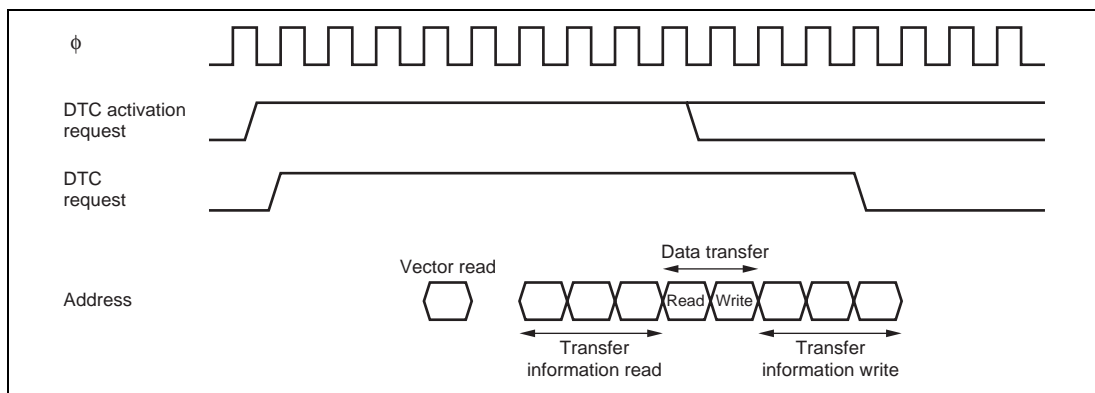 ϕ
DTC activation
request
DTC
request
Data transfer
Vector read
Address
Read Write
Transfer
information read
Transfer
information write